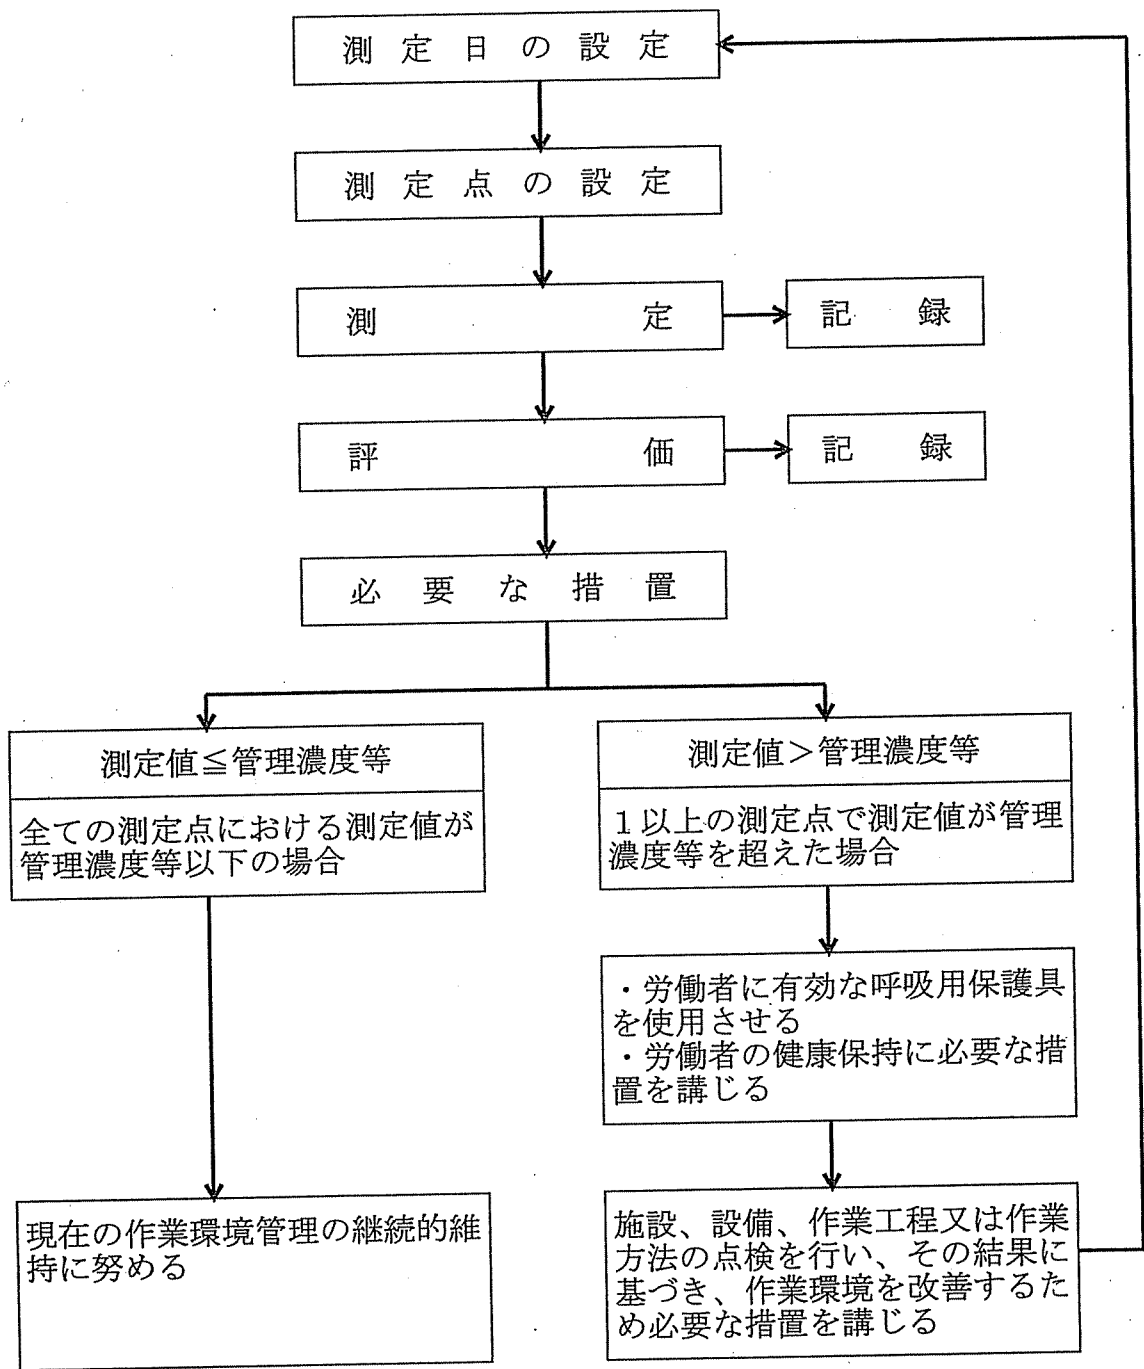 測定日の設定
測定点の設定
測定
記録
評価
記録
必要な措置
測定値≦管理濃度等
全ての測定点における測定値が
管理濃度等以下の場合
測定値＞管理濃度等
１以上の測定点で測定値が管理
濃度等を超えた場合
・労働者に有効な呼吸用保護具
を使用させる
・労働者の健康保持に必要な措
置を講じる
現在の作業環境管理の継続的維
持に努める
施設、設備、作業工程又は作業
方法の点検を行い、その結果に
基づき、作業環境を改善するた
め必要な措置を講じる